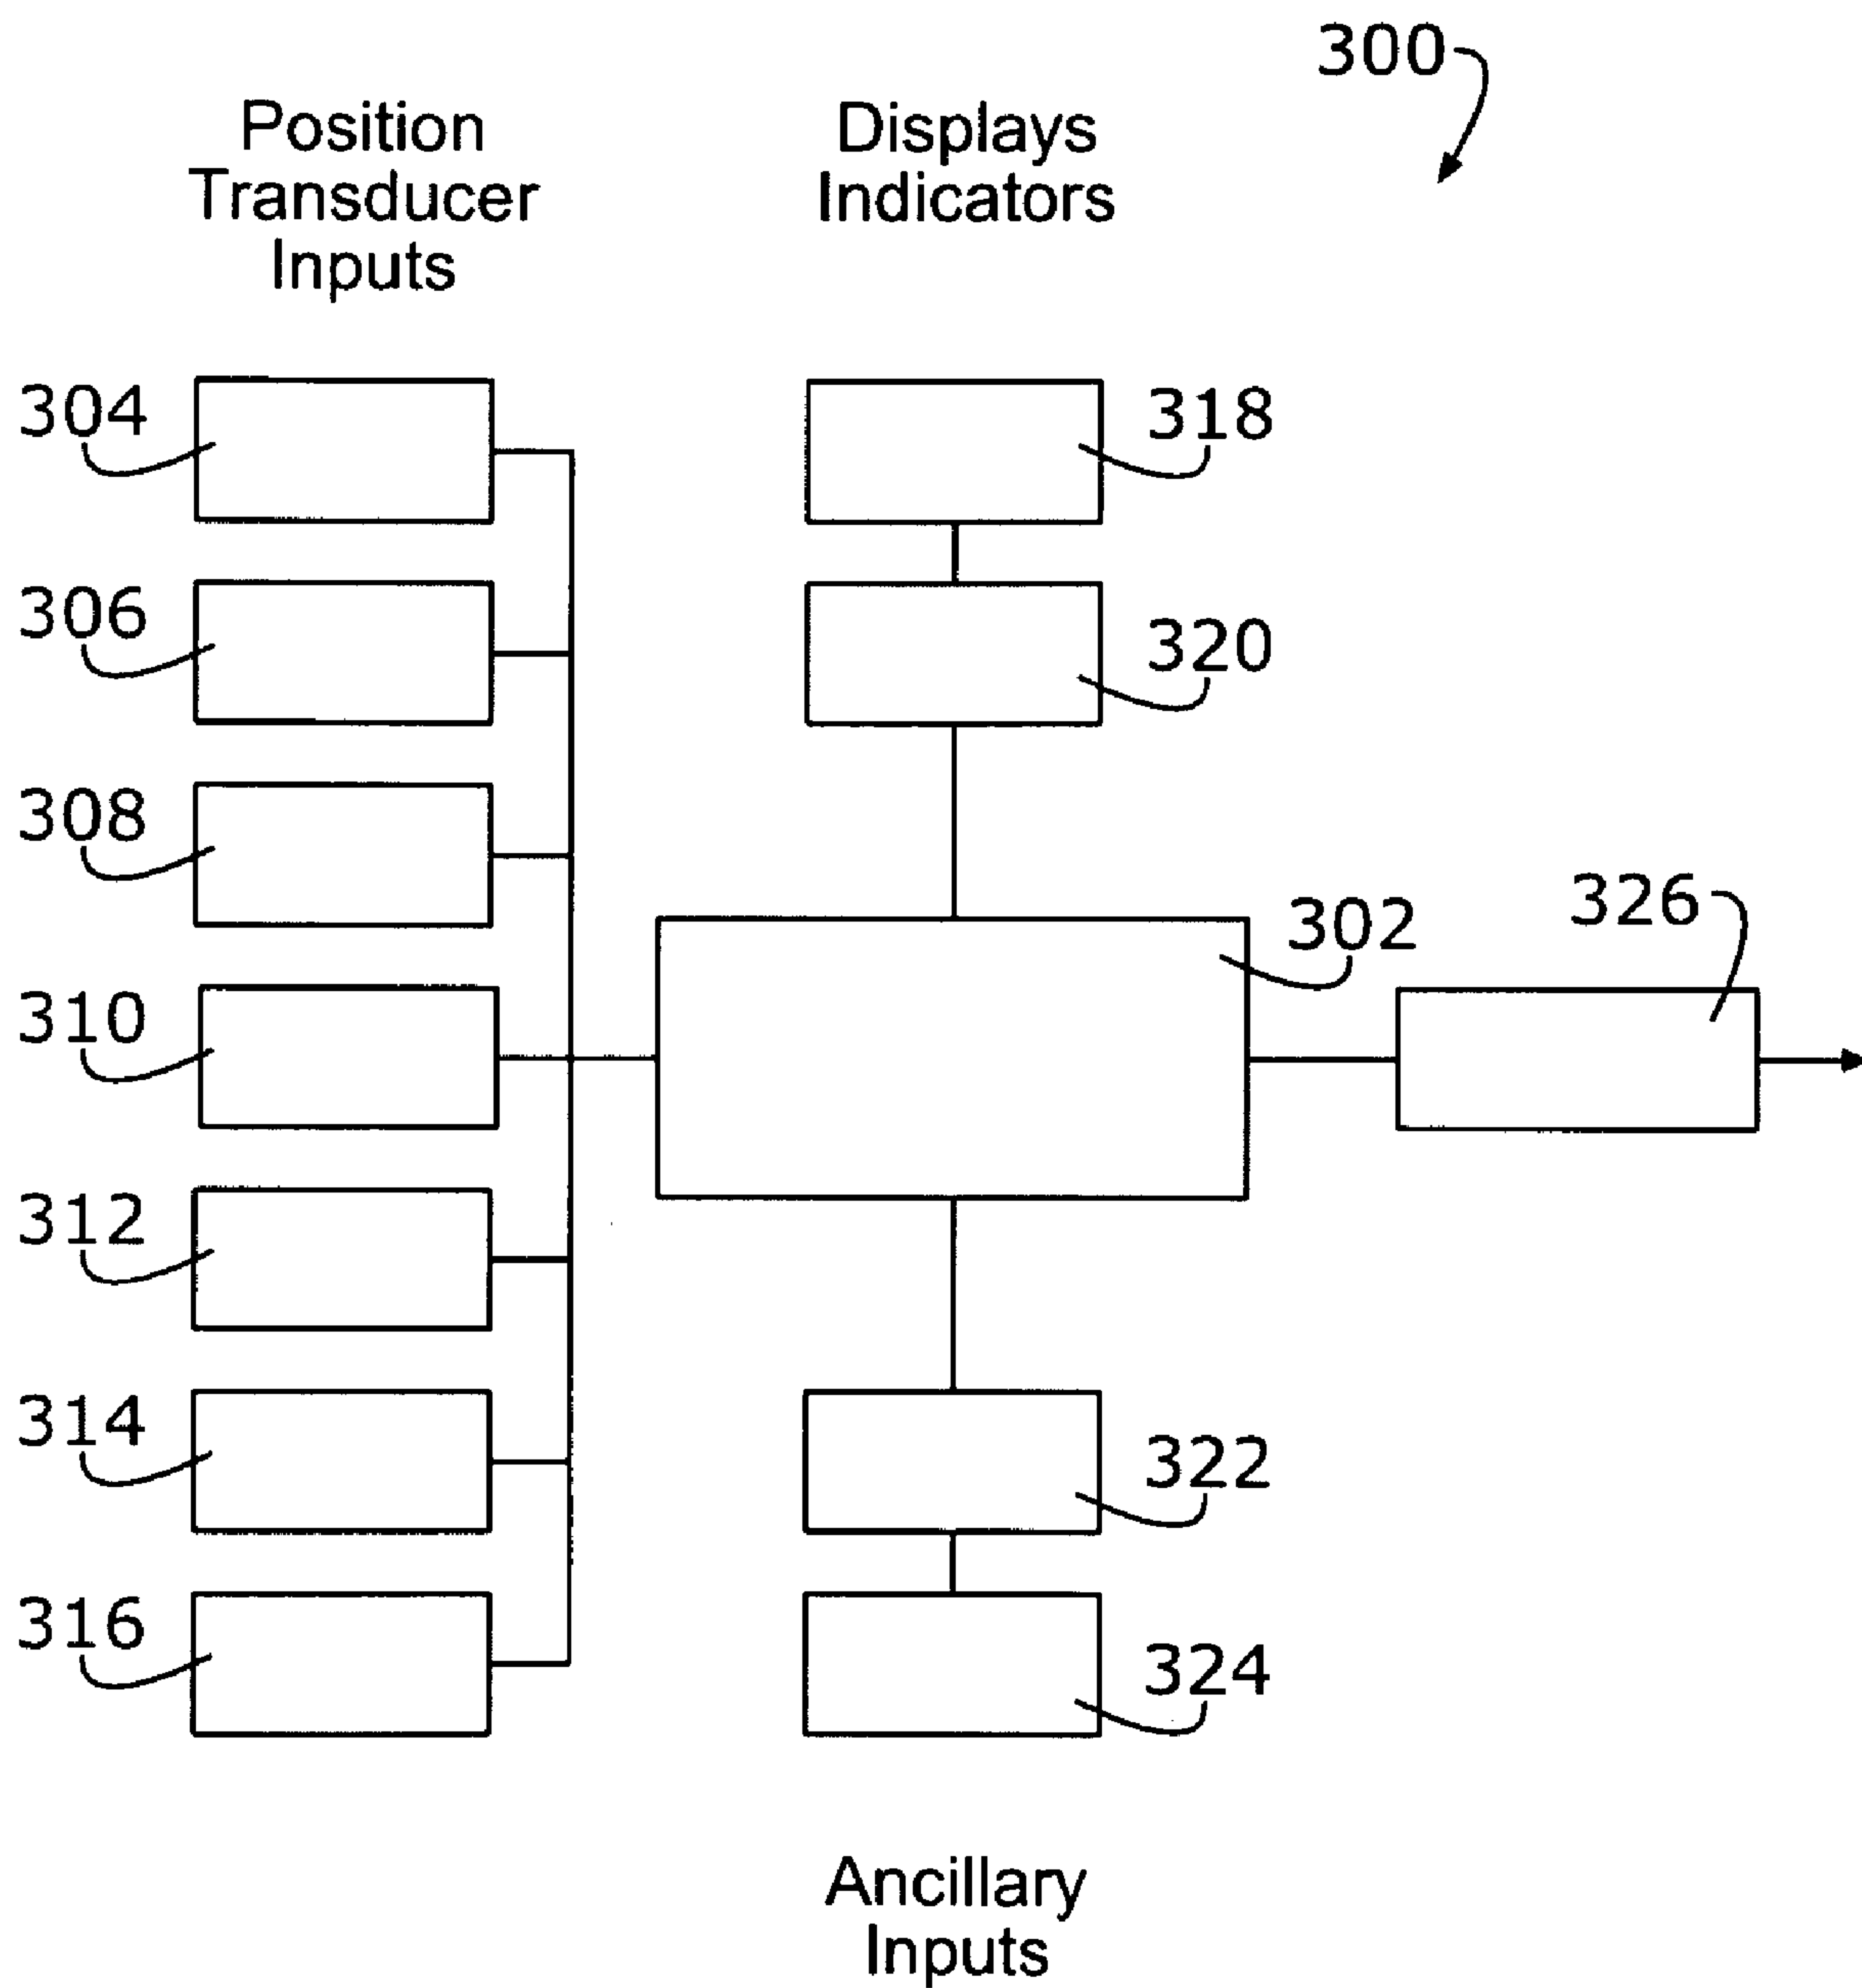 300
Position
Transducer
Inputs
Displays
Indicators
304
318
306
320
308
302
326
310
312
314
322
316
324
Ancillary
Inputs